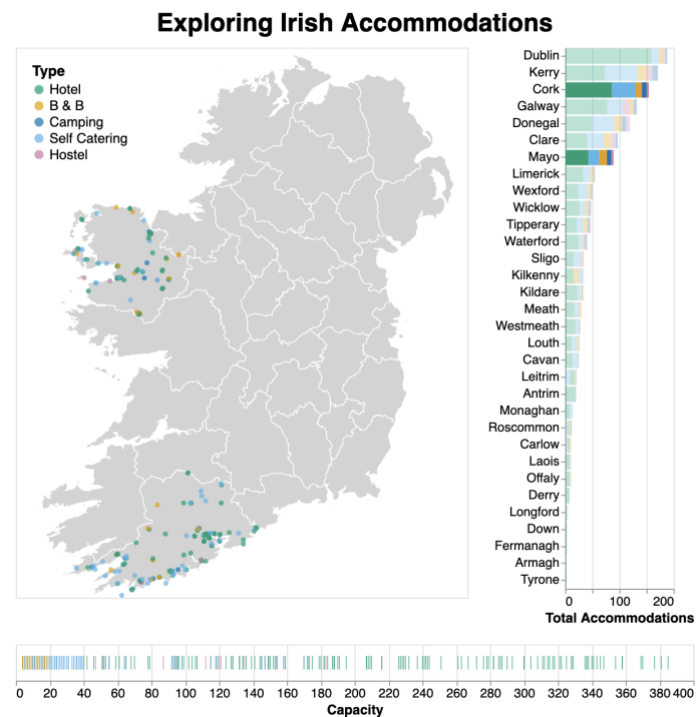 Exploring Irish Accommodations
Type
Hotel
B & B
Camping
Self Catering
Hostel
Dublin
Kerry
Cork
Galway
Donegal
Clare
Mayo
Limerick
Wexford
Wicklow
Tipperary
Waterford
Sligo
Kilkenny
Kildare
Meath
Westmeath
Louth
Cavan
Leitrim
Antrim
Monaghan
Roscommon
Carlow
Laois
Offaly
Derry
Longford
Down
Fermanagh
Armagh
Tyrone
0 100 200
Total Accommodations
0 20 40 60 80 100 120 140 160 180 200 220 240 260 280 300 320 340 360 380 400
Capacity